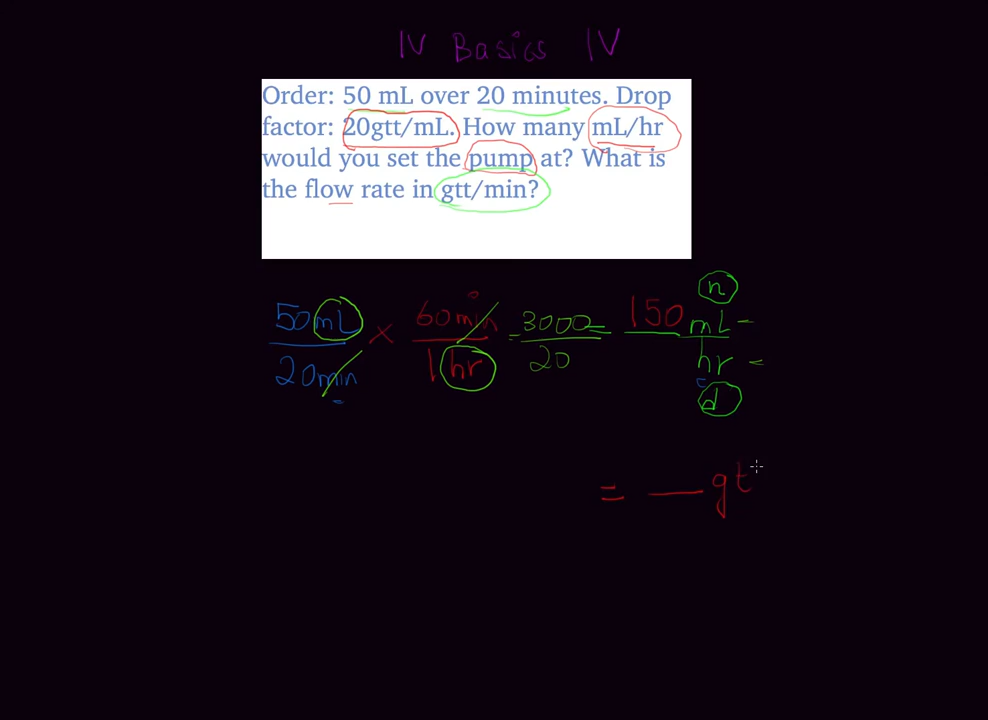 IV Basics IV
Order: 50 mL over 20 minutes. Drop
factor: 20gtt/mL. How many mL/hr
would you set the pump at? What is
the flow rate in gtt/min?
50mL/20min × 60min/1hr = 3000/20 = 150 mL/hr
n
d
= __ gt